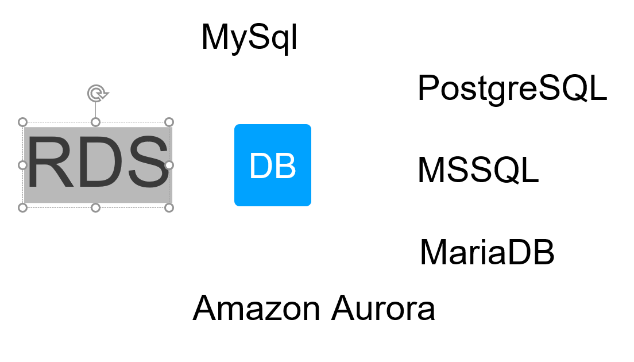 MySql
PostgreSQL
RDS
DB
MSSQL
MariaDB
Amazon Aurora